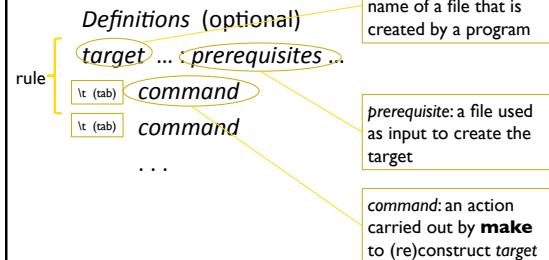 Definitions (optional)
target ... : prerequisites ...
rule
\t (tab) command
\t (tab) command
. . .
name of a file that is
created by a program
prerequisite: a file used
as input to create the
target
command: an action
carried out by make
to (re)construct target